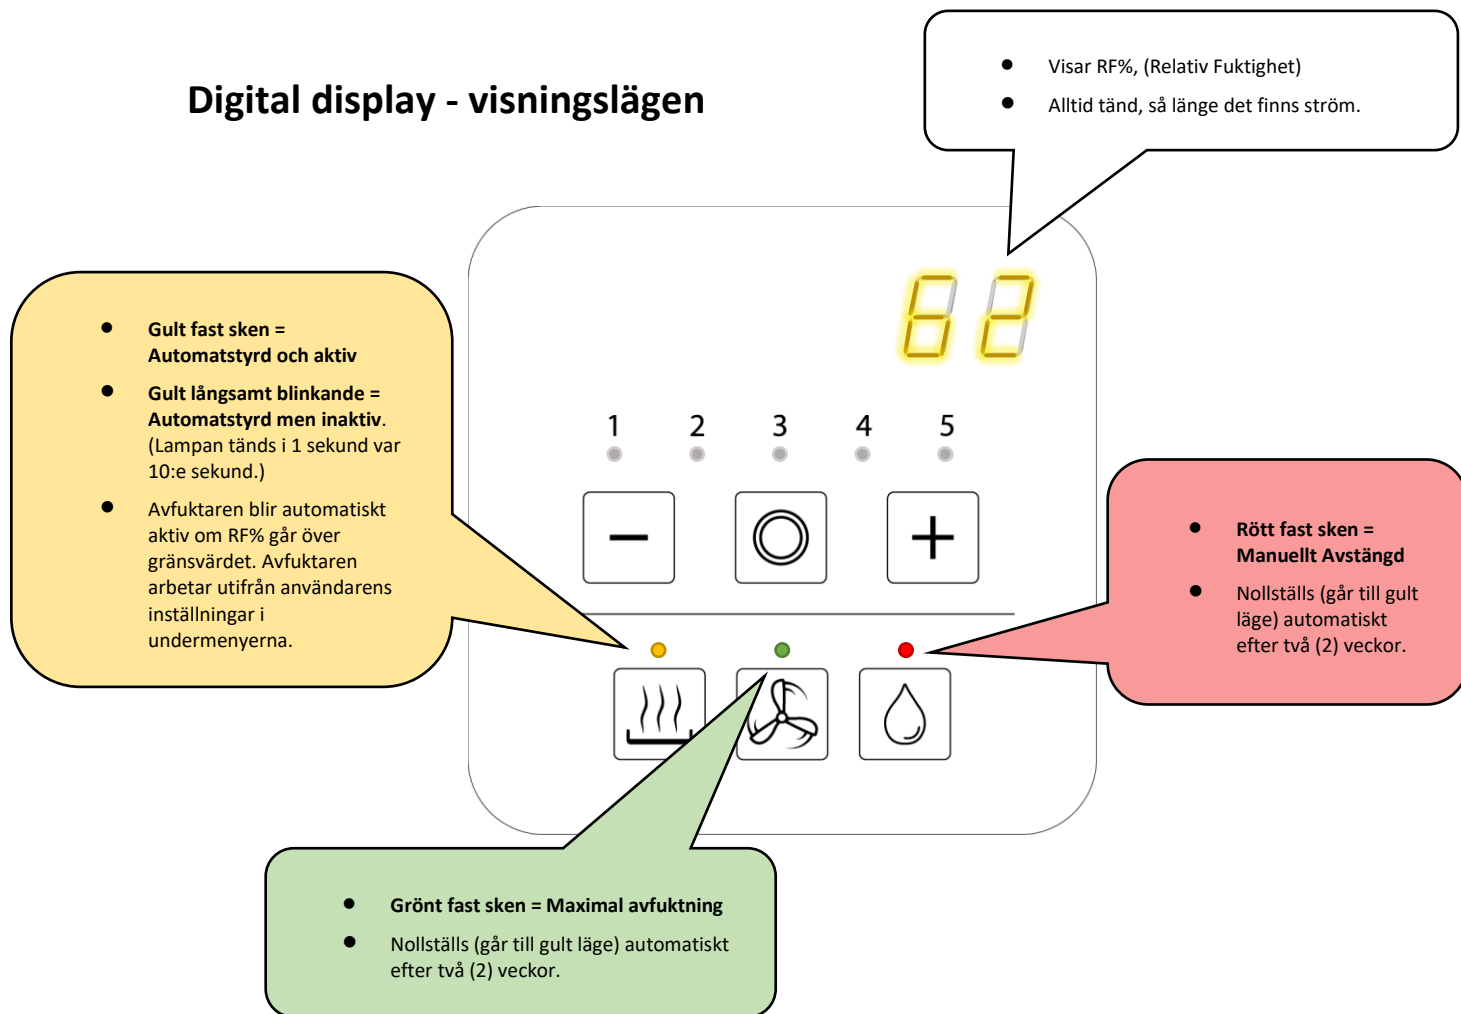 Digital display - visningslägen
● Visar RF%, (Relativ Fuktighet)
● Alltid tänd, så länge det finns ström.
62
● Gult fast sken =
Automatstyrd och aktiv
● Gult långsamt blinkande =
Automatstyrd men inaktiv.
(Lampan tänds i 1 sekund var
10:e sekund.)
● Avfuktaren blir automatiskt
aktiv om RF% går över
gränsvärdet. Avfuktaren
arbetar utifrån användarens
inställningar i
undermenyerna.
1 2 3 4 5
− +
● Rött fast sken =
Manuellt Avstängd
● Nollställs (går till gult
läge) automatiskt
efter två (2) veckor.
● Grönt fast sken = Maximal avfuktning
● Nollställs (går till gult läge) automatiskt
efter två (2) veckor.